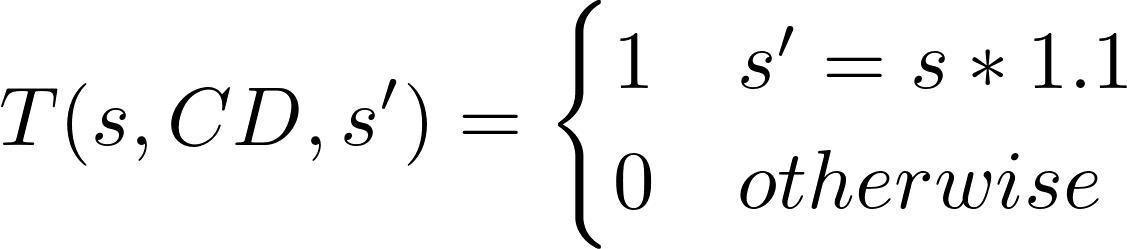 T(s, CD, s′) = { 1 s′ = s ∗ 1.1
0 otherwise